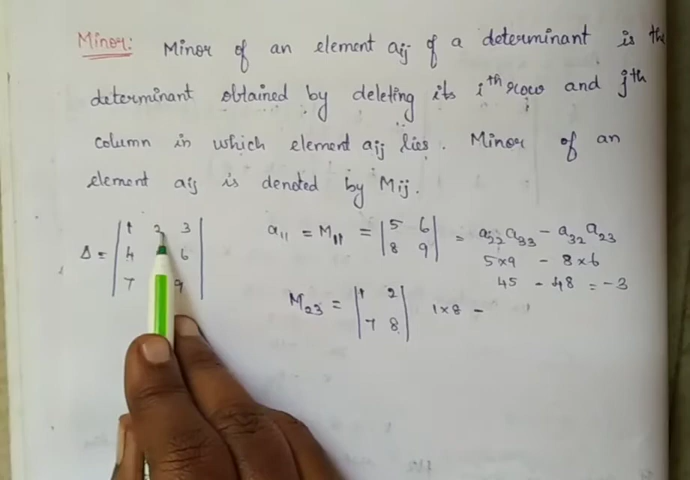 Minor: Minor of an element aij of a determinant is the
determinant obtained by deleting its ith row and jth
column in which element aij lies. Minor of an
element aij is denoted by Mij.
Δ = | 1 2 3 |
| 4 6 |
| 7 9 |
a11 = M11 = | 5 6 |
| 8 9 |
= a22 a33 - a32 a23
5×9 - 8×6
45 - 48 = -3
M23 = | 1 2 |
| 7 8 |
1×8 -